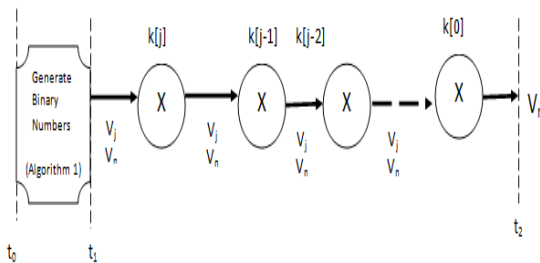 k[j]
k[j-1]
k[j-2]
k[0]
Generate
Binary
Numbers
(Algorithm 1)
X
X
X
X
Vj
Vn
Vj
Vn
Vj
Vn
Vj
Vn
t0
t1
t2